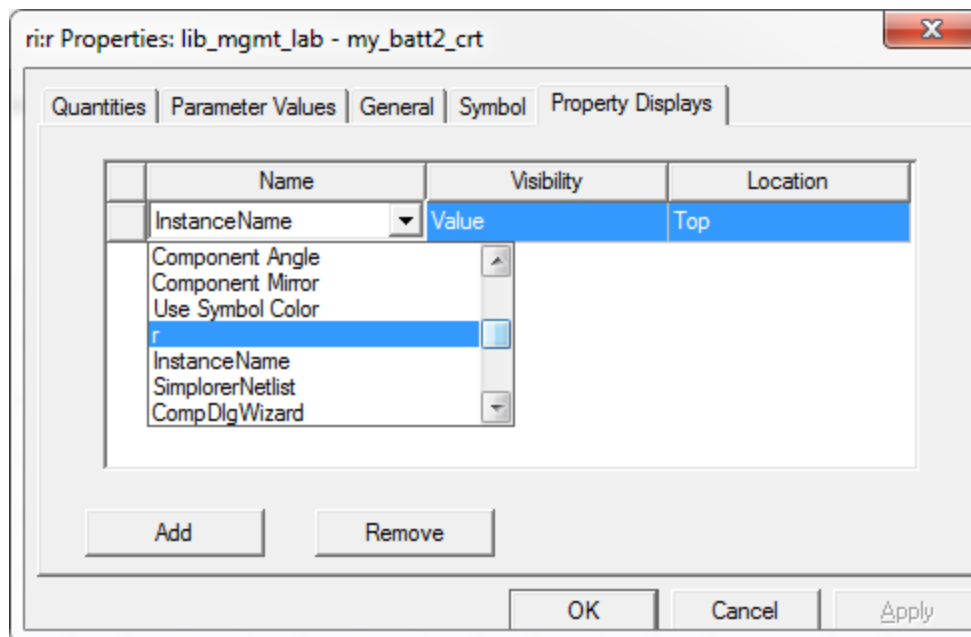 ri:r Properties: lib_mgmt_lab - my_batt2_crt
Quantities Parameter Values General Symbol Property Displays
Name Visibility Location
InstanceName Value Top
Component Angle
Component Mirror
Use Symbol Color
r
InstanceName
SimplorerNetlist
CompDlgWizard
Add Remove
OK Cancel Apply